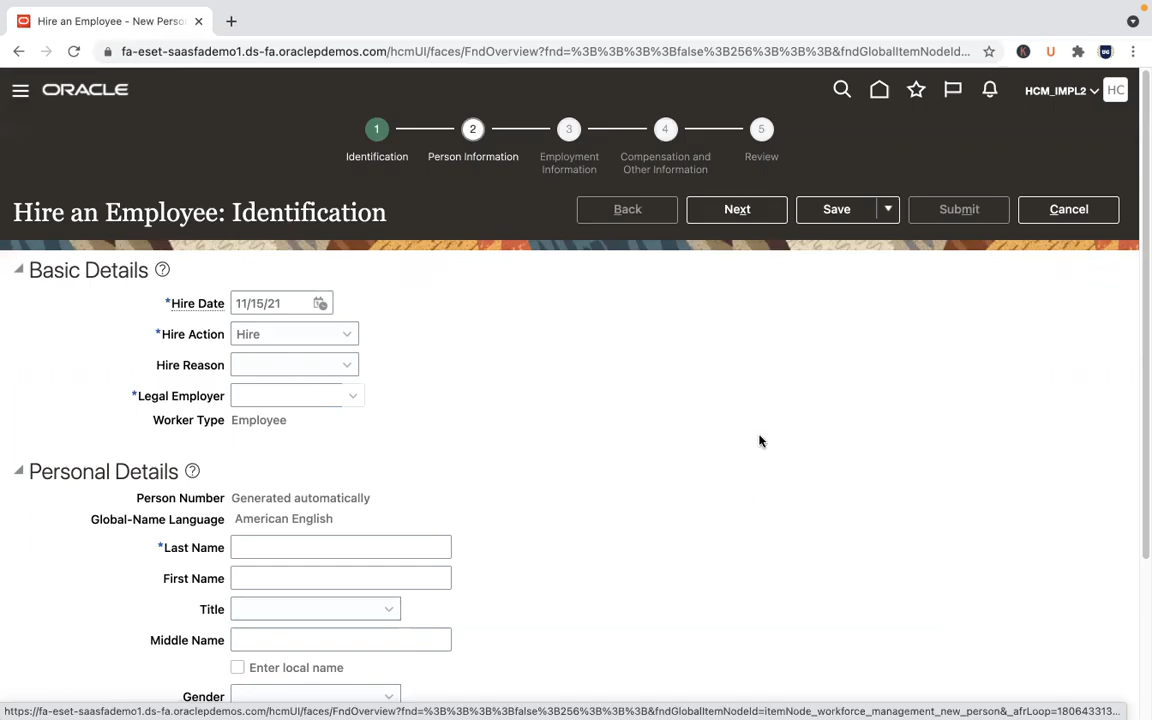 Hire an Employee - New Perso
fa-eset-saasfademo1.ds-fa.oraclepdemos.com/hcmUI/faces/FndOverview?fnd=%3B%3B%3B%3Bfalse%3B256%3B%3B%3B&fndGlobalItemNodeId...
K U UG
ORACLE
HCM_IMPL2 HC
1 2 3 4 5
Identification Person Information Employment Information Compensation and Other Information Review
Hire an Employee: Identification
Back Next Save Submit Cancel
Basic Details ?
*Hire Date 11/15/21
*Hire Action Hire
Hire Reason
*Legal Employer
Worker Type Employee
Personal Details ?
Person Number Generated automatically
Global-Name Language American English
*Last Name
First Name
Title
Middle Name
Enter local name
Gender
https://fa-eset-saasfademo1.ds-fa.oraclepdemos.com/hcmUI/faces/FndOverview?fnd=%3B%3B%3B%3Bfalse%3B256%3B%3B%3B&fndGlobalItemNodeId=itemNode_workforce_management_new_person&_afrLoop=180643313...